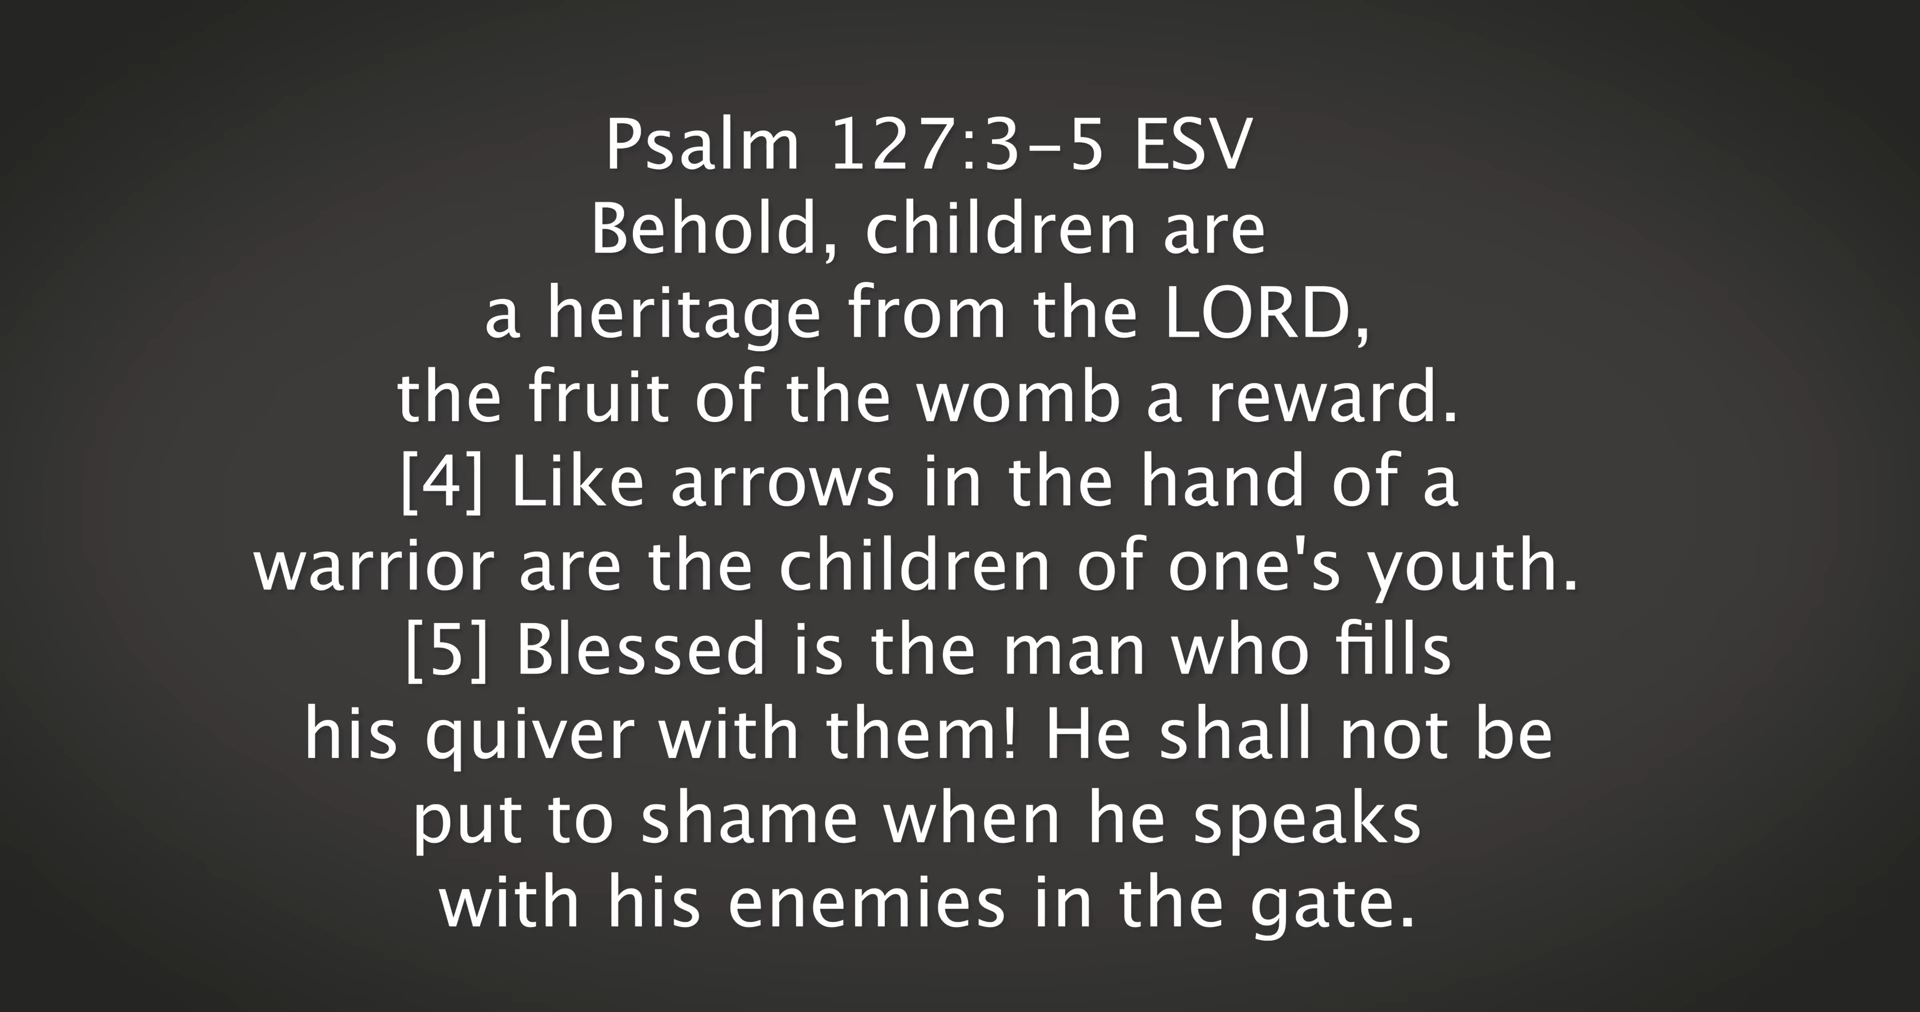 Psalm 127:3-5 ESV
Behold, children are
a heritage from the LORD,
the fruit of the womb a reward.
[4] Like arrows in the hand of a
warrior are the children of one's youth.
[5] Blessed is the man who fills
his quiver with them! He shall not be
put to shame when he speaks
with his enemies in the gate.